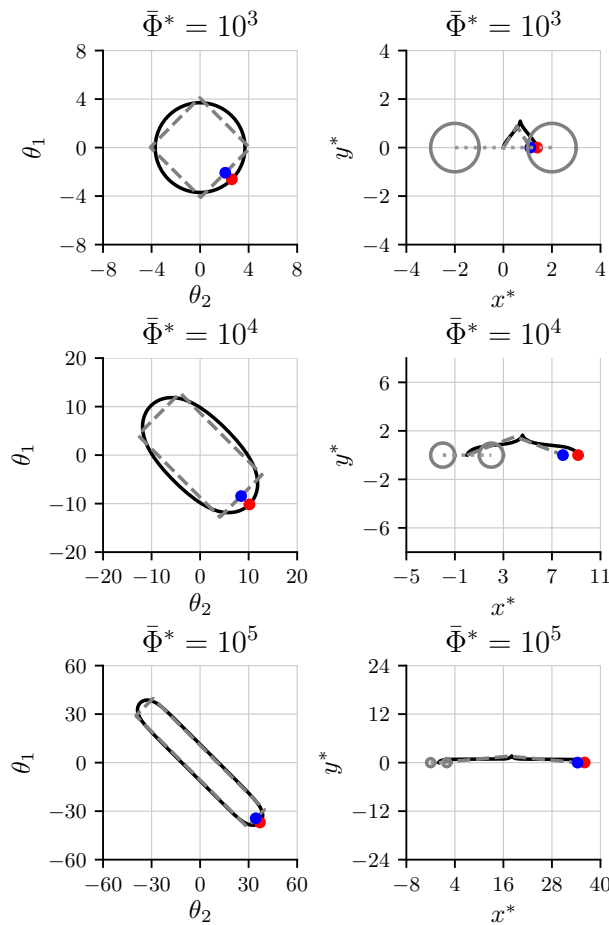 Φ̄* = 10³
8
4
0
−4
−8
θ₁
−8 −4 0 4 8
θ₂
Φ̄* = 10³
4
2
0
−2
−4
y*
−4 −2 0 2 4
x*
Φ̄* = 10⁴
20
10
0
−10
−20
θ₁
−20 −10 0 10 20
θ₂
Φ̄* = 10⁴
6
2
−2
−6
y*
−5 −1 3 7 11
x*
Φ̄* = 10⁵
60
30
0
−30
−60
θ₁
−60 −30 0 30 60
θ₂
Φ̄* = 10⁵
24
12
0
−12
−24
y*
−8 4 16 28 40
x*